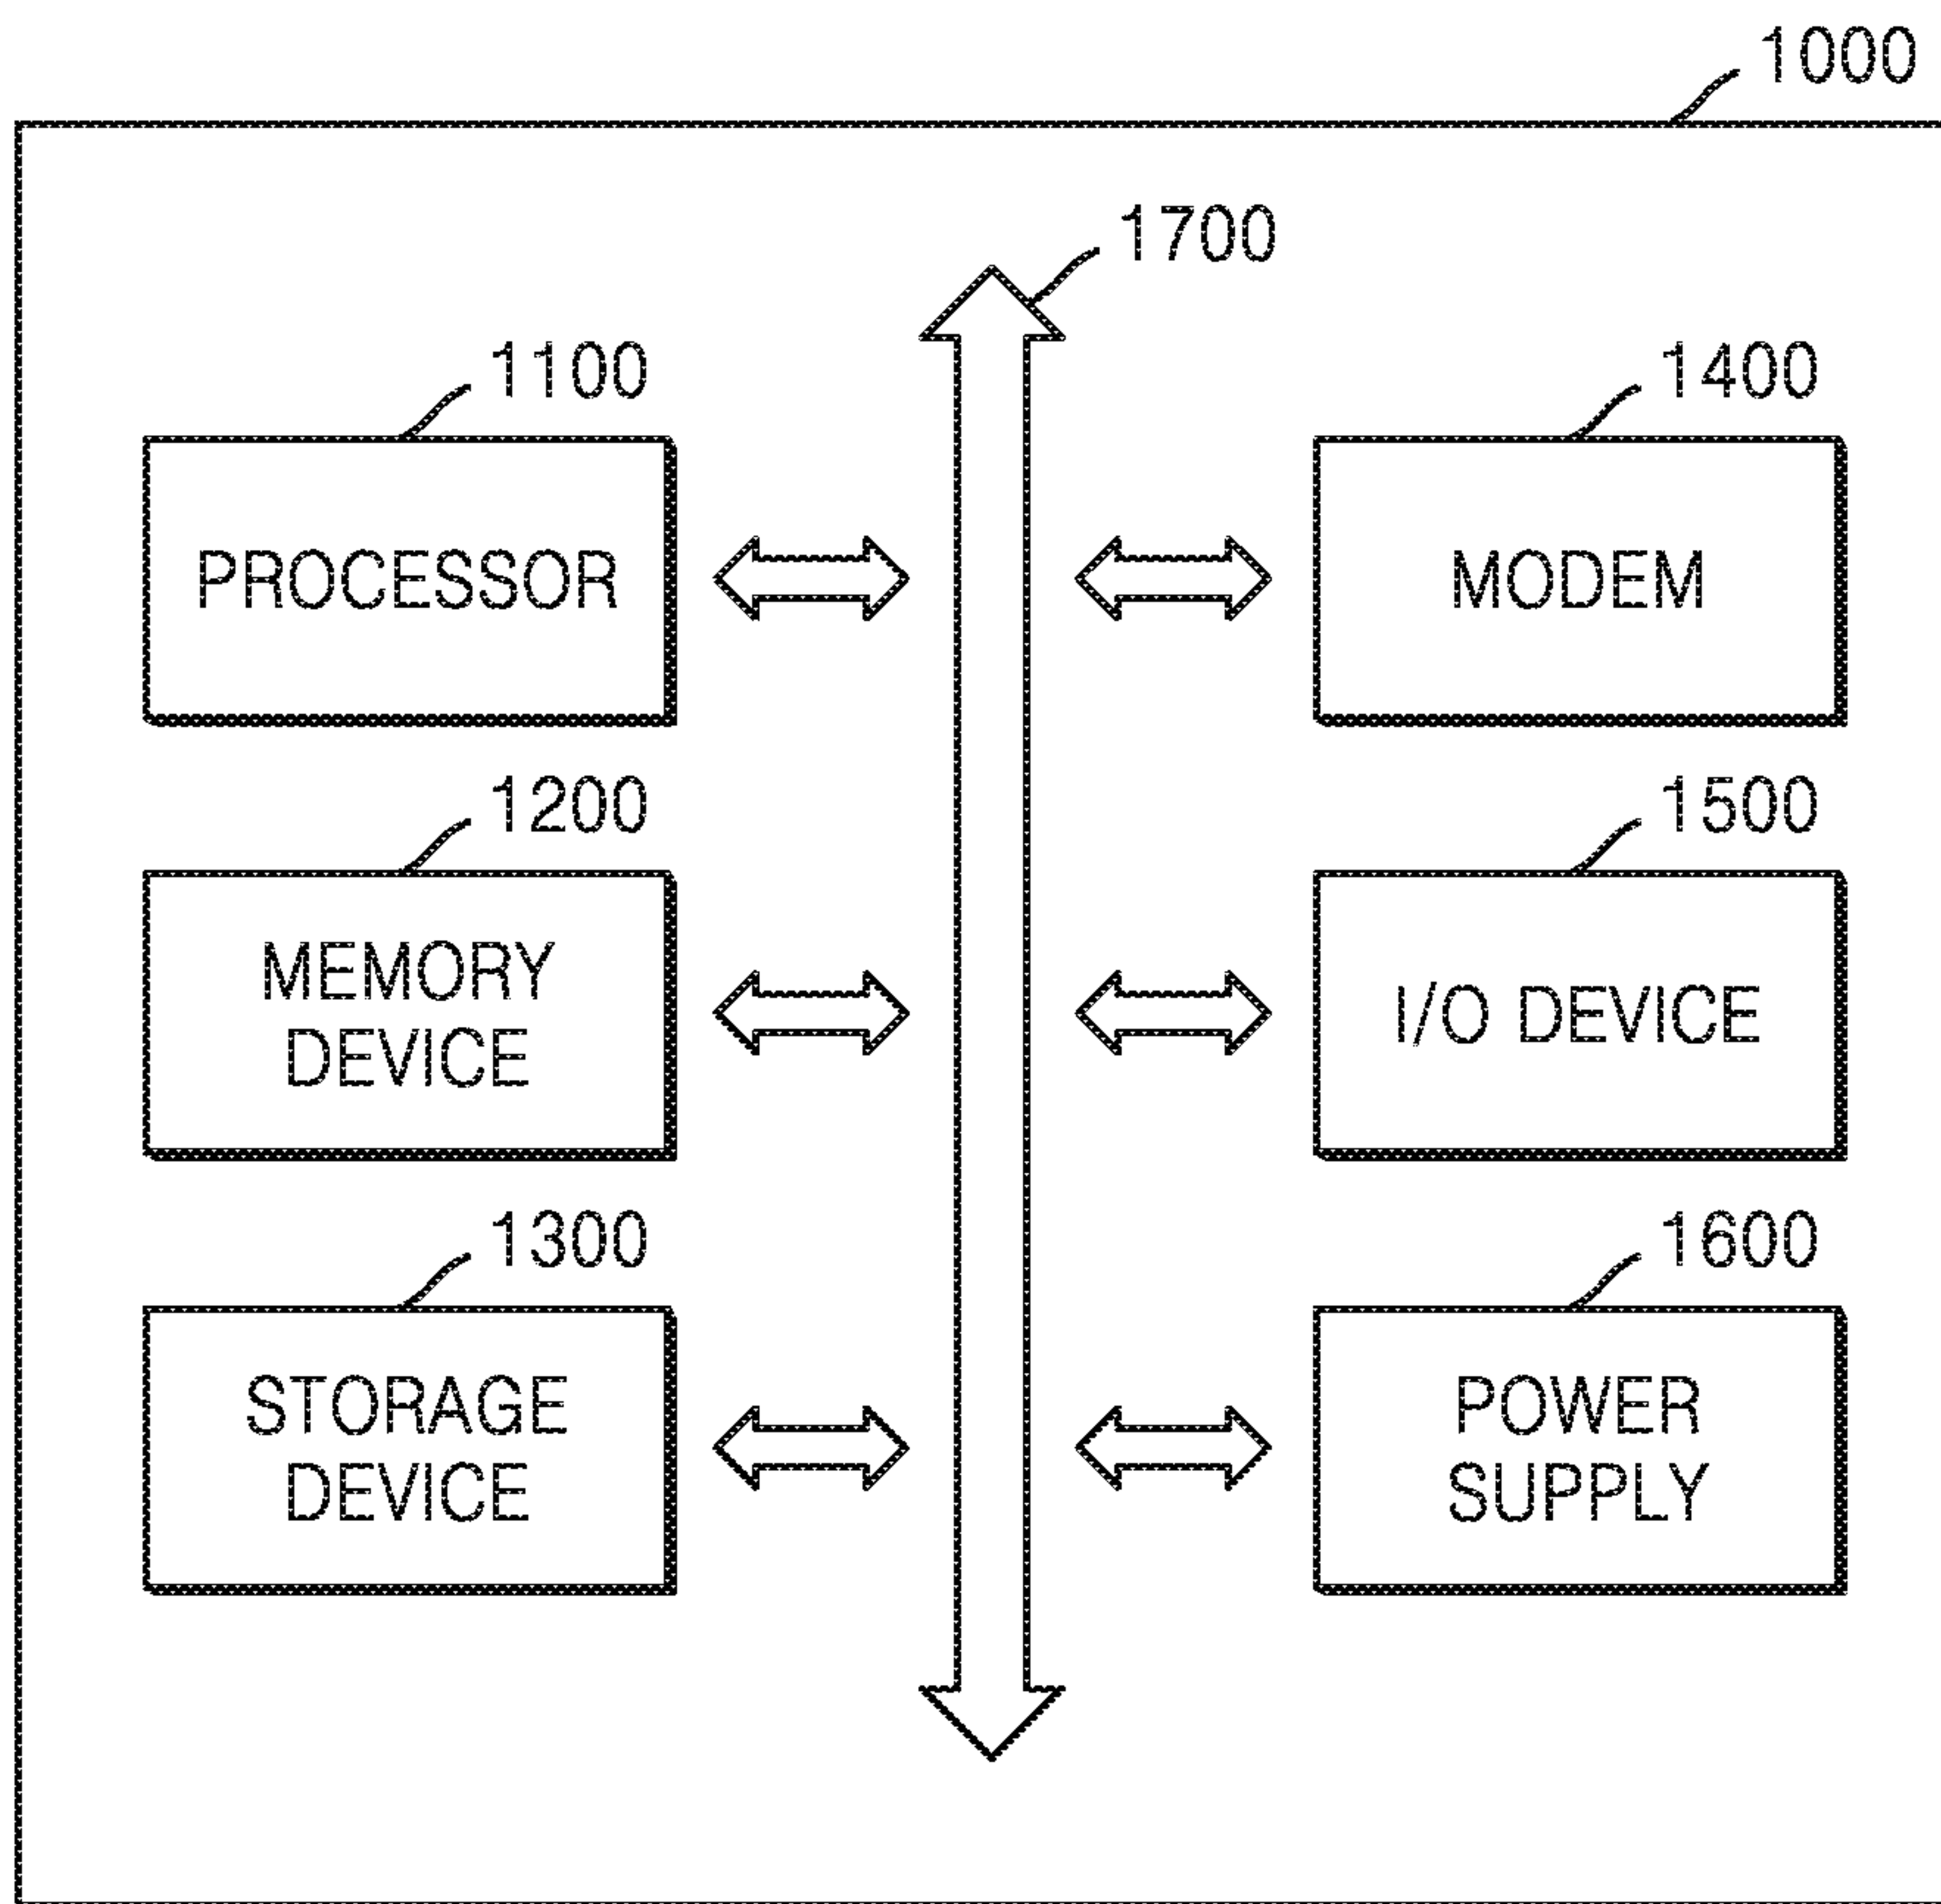 1000
1700
1100
1400
PROCESSOR
MODEM
1200
1500
MEMORY
DEVICE
I/O DEVICE
1300
1600
STORAGE
DEVICE
POWER
SUPPLY